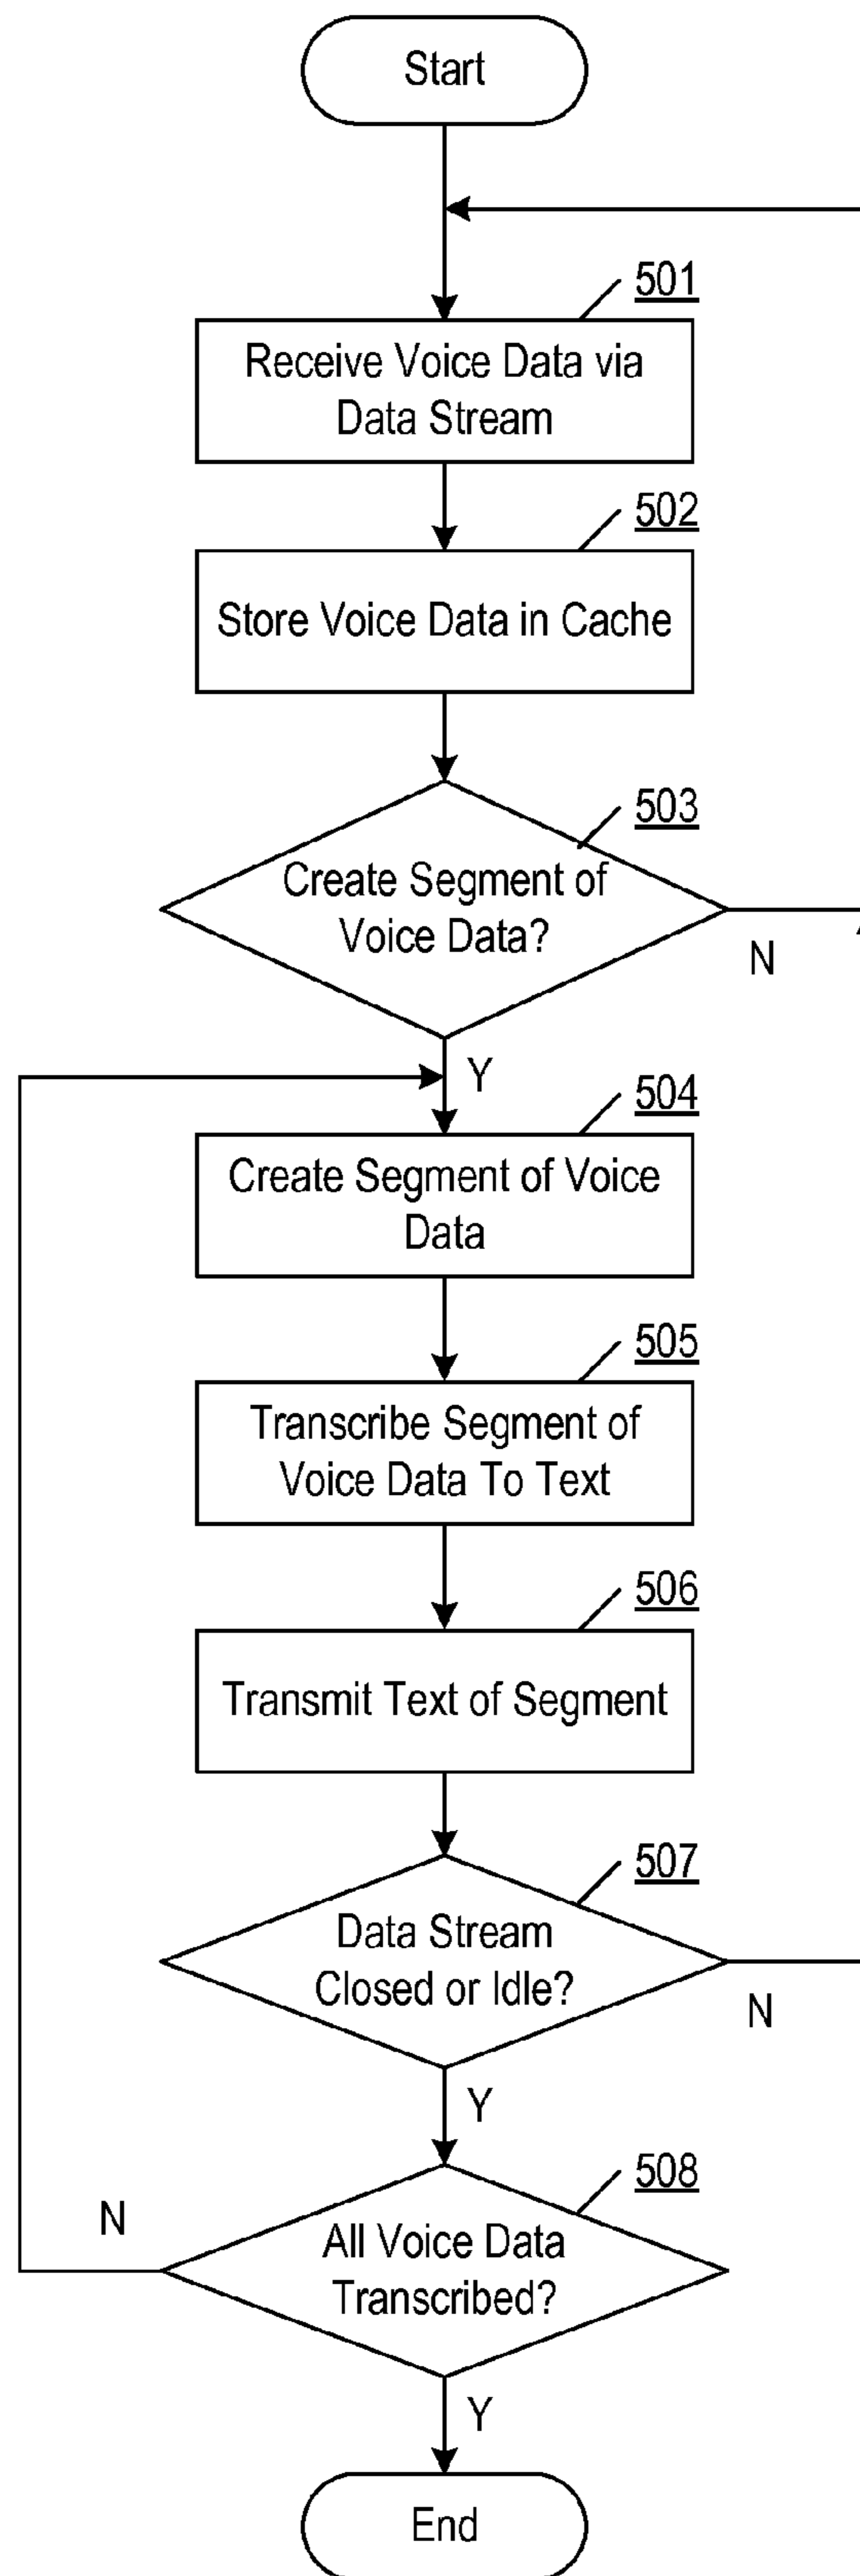 Start
501
Receive Voice Data via
Data Stream
502
Store Voice Data in Cache
503
Create Segment of
Voice Data?
N
Y
504
Create Segment of Voice
Data
505
Transcribe Segment of
Voice Data To Text
506
Transmit Text of Segment
507
Data Stream
Closed or Idle?
N
Y
508
N
All Voice Data
Transcribed?
Y
End